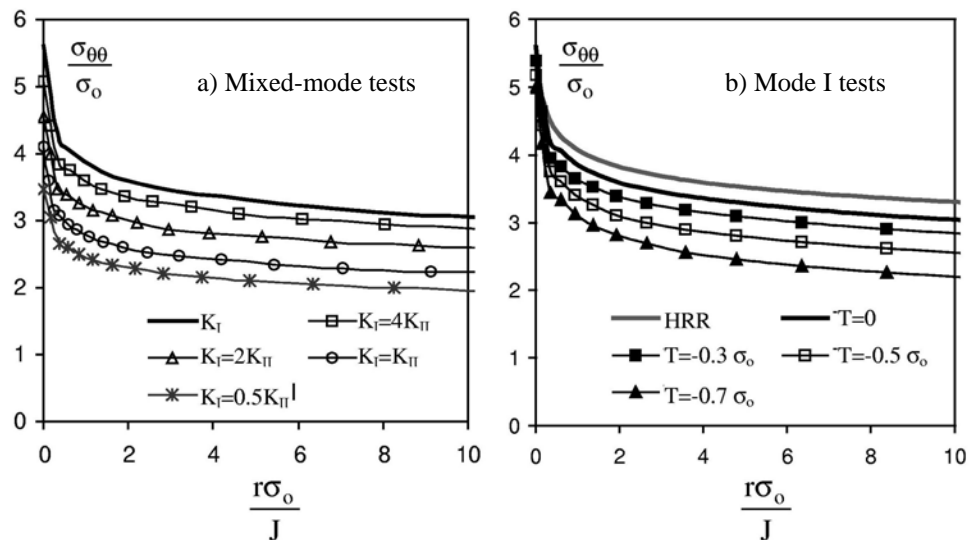 6
5
4
3
2
1
0
σθθ
σo
a) Mixed-mode tests
KI
KI=4KII
KI=2KII
KI=KII
KI=0.5KII|
0 2 4 6 8 10
rσo
J
6
5
4
3
2
1
0
σθθ
σo
b) Mode I tests
HRR
T=0
T=-0.3 σo
T=-0.5 σo
T=-0.7 σo
0 2 4 6 8 10
rσo
J